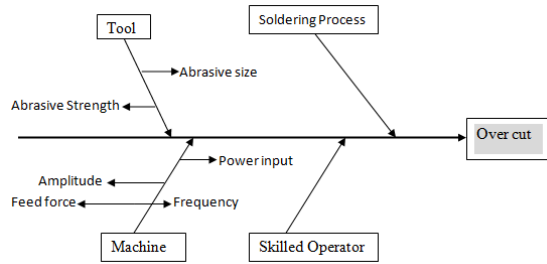 Tool
Soldering Process
Abrasive size
Abrasive Strength
Over cut
Power input
Amplitude
Feed force
Frequency
Machine
Skilled Operator